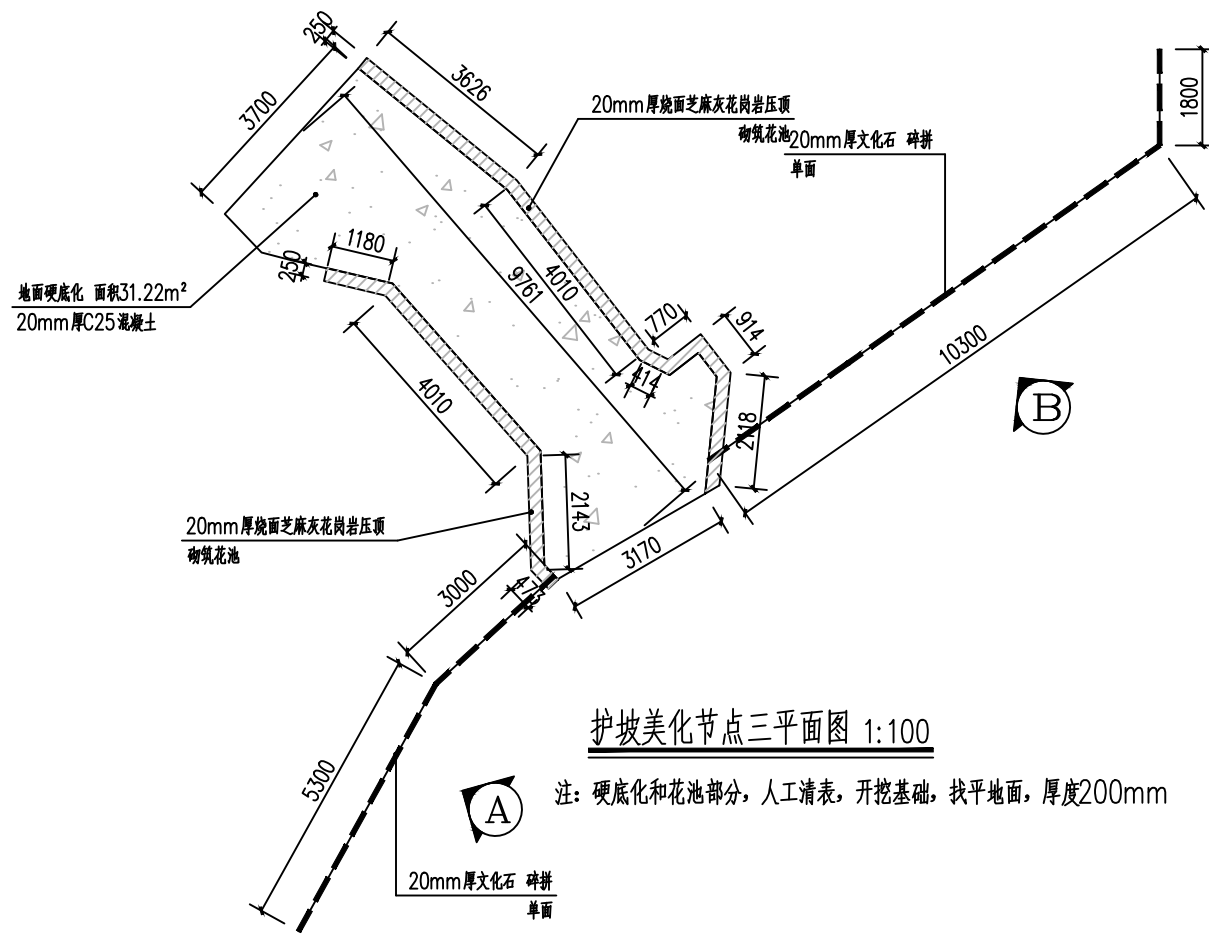 250
3700
3626
20mm厚烧面芝麻灰花岗岩压顶
砌筑花池
20mm厚文化石 碎拼
单面
1800
1180
250
4010
9761
地面硬底化 面积31.22m²
20mm厚C25混凝土
770
914
414
10300
4010
2118
B
2143
20mm厚烧面芝麻灰花岗岩压顶
砌筑花池
3170
3000
473
5300
护坡美化节点三平面图 1:100
注：硬底化和花池部分，人工清表，开挖基础，找平地面，厚度200mm
A
20mm厚文化石 碎拼
单面